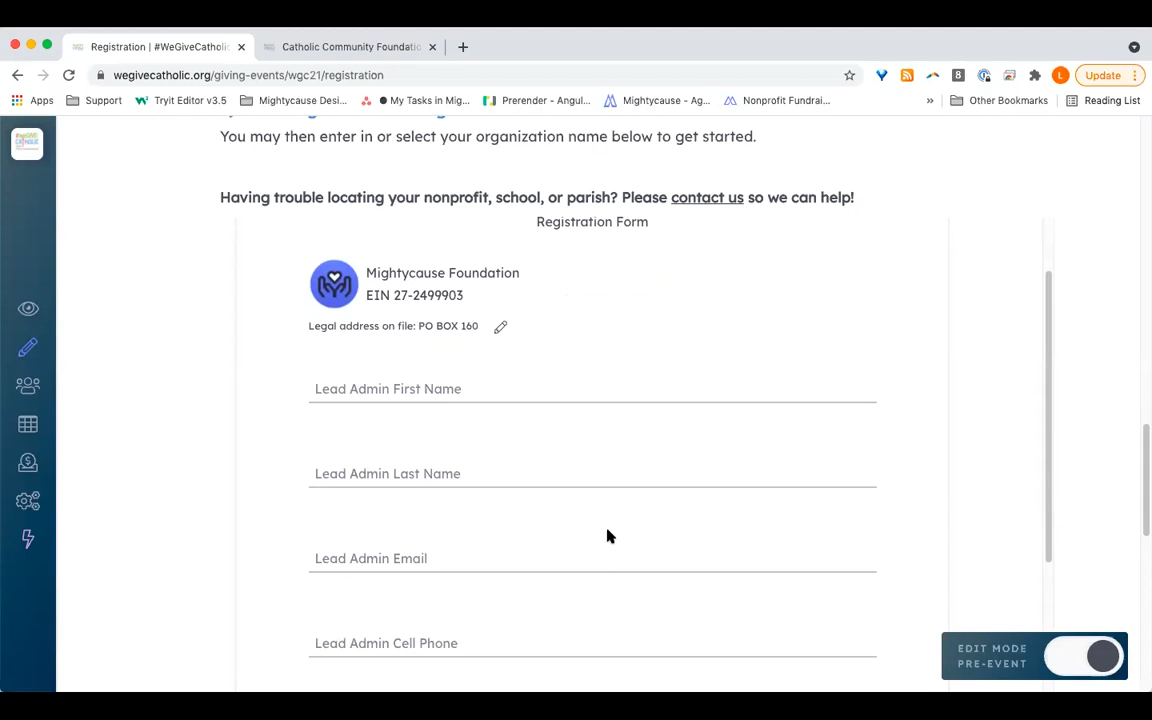 Registration | #WeGiveCatholic
Catholic Community Foundatio
wegivecatholic.org/giving-events/wgc21/registration
8
L
Update
Apps
Support
Tryit Editor v3.5
Mightycause Desi...
My Tasks in Mig...
Prerender - Angul...
Mightycause - Ag...
Nonprofit Fundrai...
»
Other Bookmarks
Reading List
You may then enter in or select your organization name below to get started.
Having trouble locating your nonprofit, school, or parish? Please contact us so we can help!
Registration Form
Mightycause Foundation
EIN 27-2499903
Legal address on file: PO BOX 160
Lead Admin First Name
Lead Admin Last Name
Lead Admin Email
Lead Admin Cell Phone
EDIT MODE
PRE-EVENT